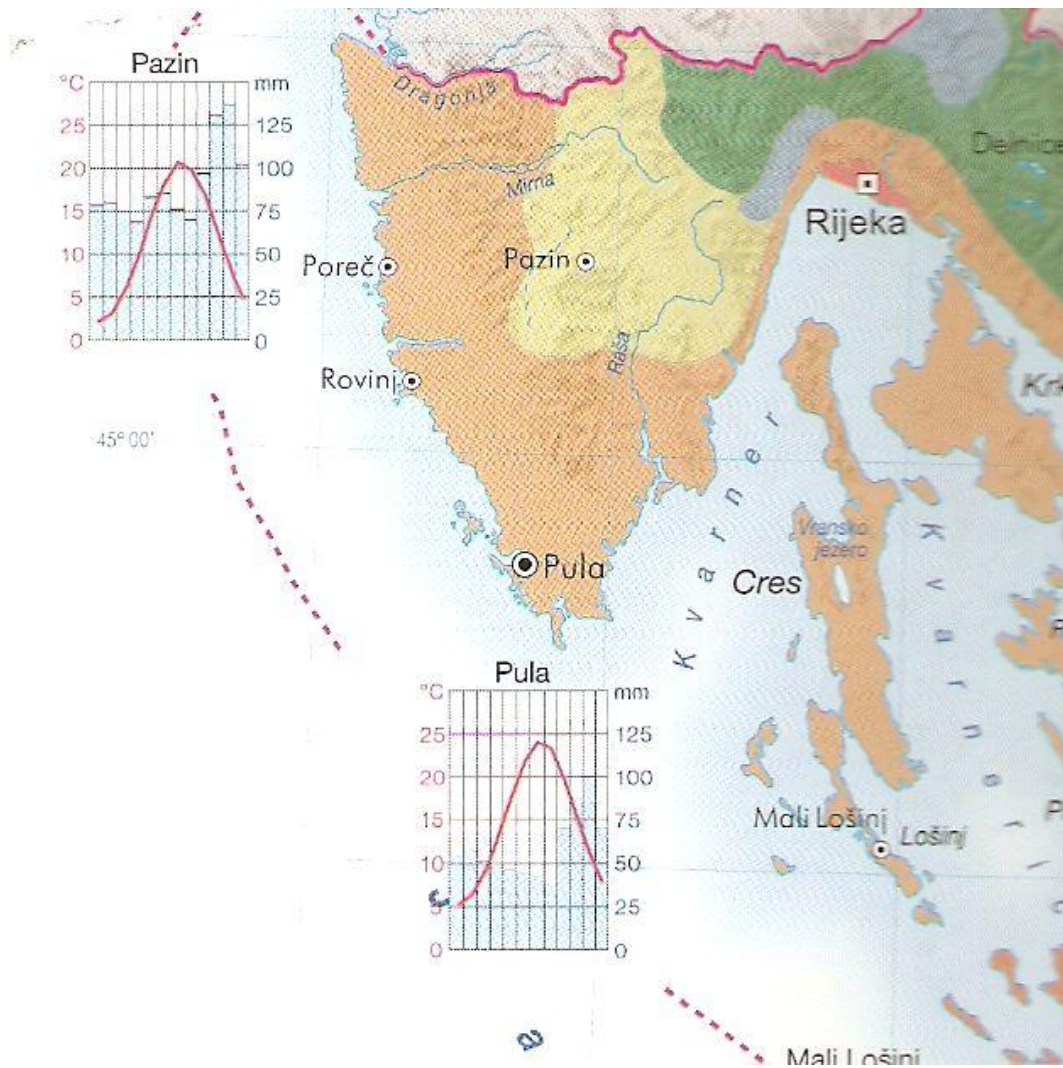 Pazin
°C
mm
25
20
15
10
5
0
125
100
75
50
25
0
Dragonja
Mirna
Delnice
Rijeka
Poreč
Pazin
Raša
Rovinj
Krk
45° 00'
Kvarner
Vransko
jezero
Cres
Pula
Kvarnerić
Pula
°C
mm
25
20
15
10
5
0
125
100
75
50
25
0
Mali Lošinj
Lošinj
P
a
Mali Lošinj